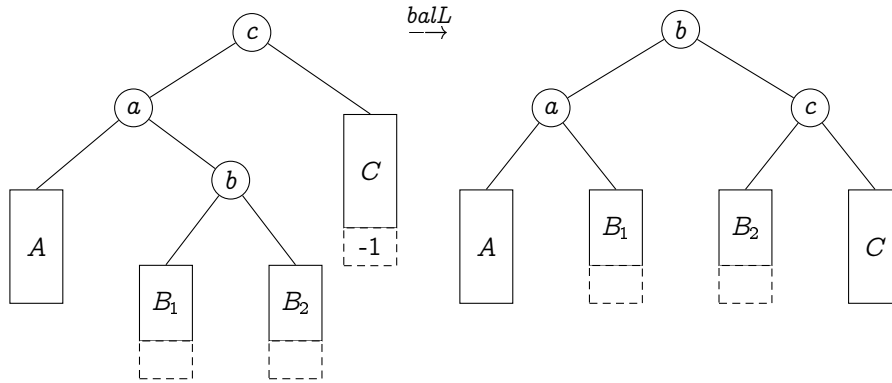 c balL b
a a c
b C
A -1 A B₁ B₂ C
B₁ B₂